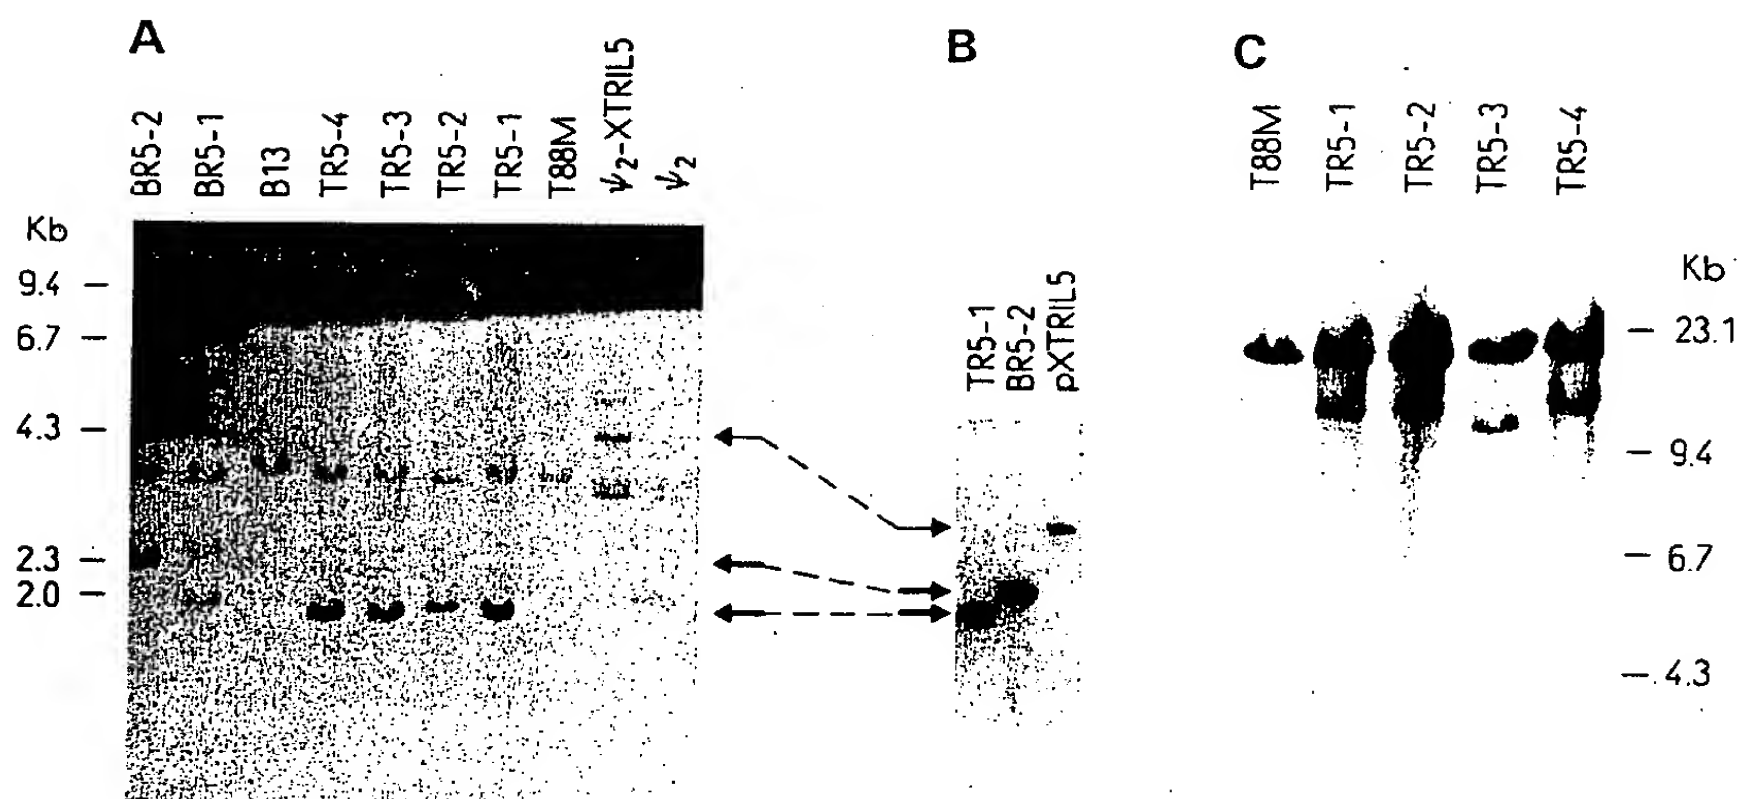 A
BR5-2
BR5-1
B13
TR5-4
TR5-3
TR5-2
TR5-1
T88M
Ψ2-XTRIL5
Ψ2
Kb
9.4
6.7
4.3
2.3
2.0
B
TR5-1
BR5-2
pXTRIL5
C
T88M
TR5-1
TR5-2
TR5-3
TR5-4
Kb
23.1
9.4
6.7
4.3